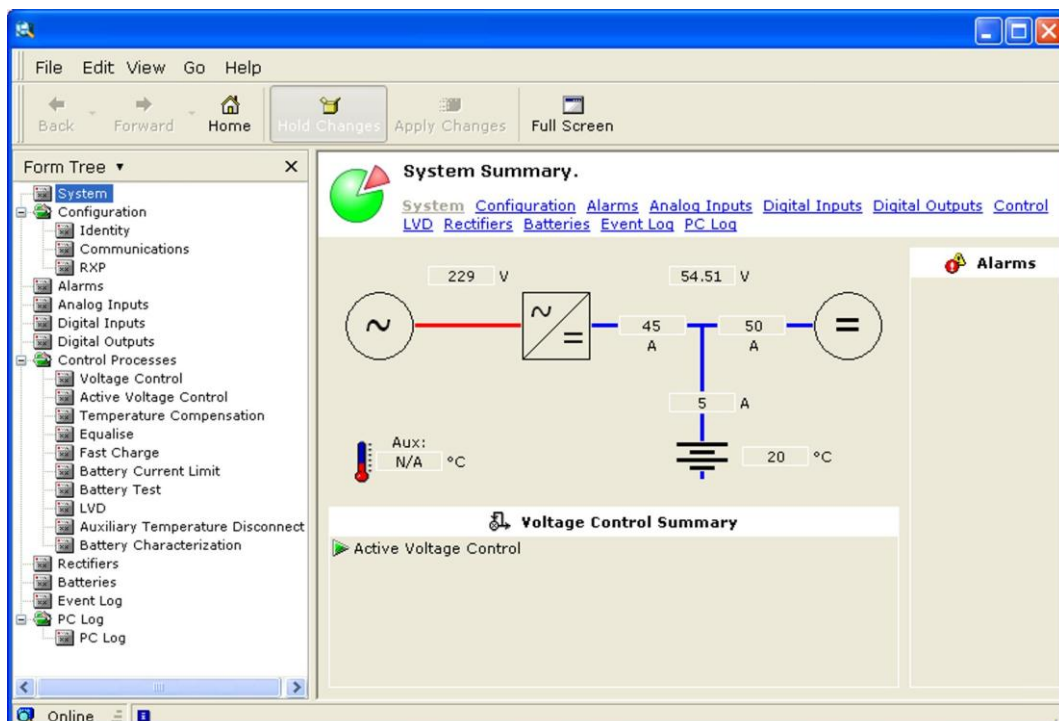 File Edit View Go Help
Back Forward Home Hold Changes Apply Changes Full Screen
Form Tree
System
Configuration
Identity
Communications
RXP
Alarms
Analog Inputs
Digital Inputs
Digital Outputs
Control Processes
Voltage Control
Active Voltage Control
Temperature Compensation
Equalise
Fast Charge
Battery Current Limit
Battery Test
LVD
Auxiliary Temperature Disconnect
Battery Characterization
Rectifiers
Batteries
Event Log
PC Log
PC Log
Online
System Summary.
System Configuration Alarms Analog Inputs Digital Inputs Digital Outputs Control
LVD Rectifiers Batteries Event Log PC Log
229 V 54.51 V
45 50
A A
5 A
Aux:
N/A °C 20 °C
Voltage Control Summary
Active Voltage Control
Alarms